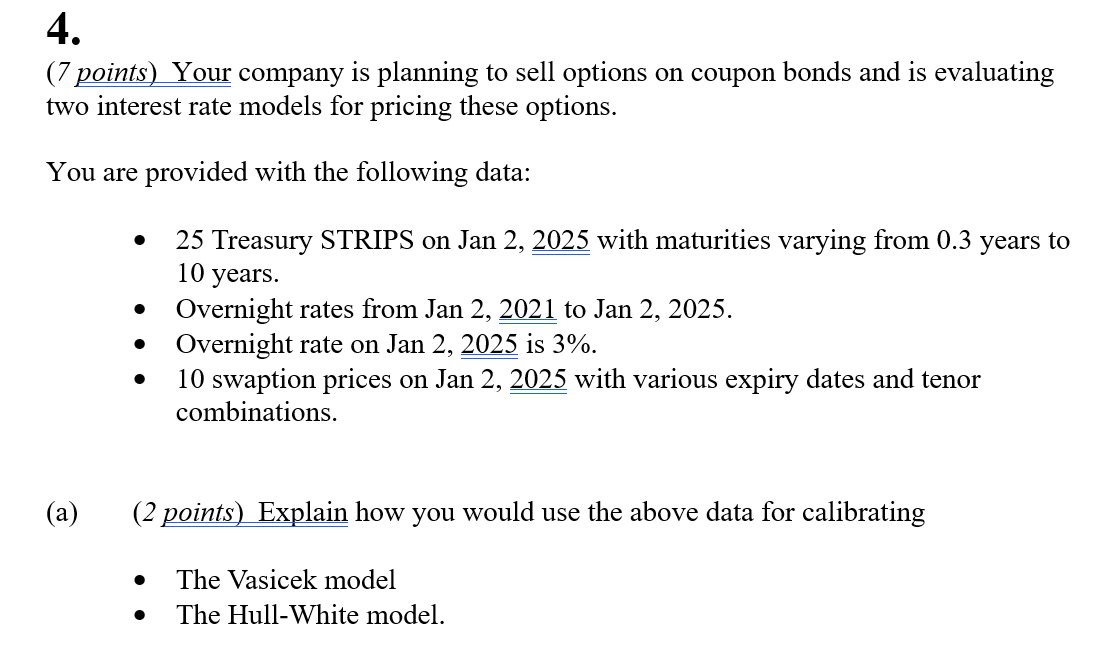 4.
(7 points) Your company is planning to sell options on coupon bonds and is evaluating
two interest rate models for pricing these options.
You are provided with the following data:
• 25 Treasury STRIPS on Jan 2, 2025 with maturities varying from 0.3 years to
10 years.
• Overnight rates from Jan 2, 2021 to Jan 2, 2025.
• Overnight rate on Jan 2, 2025 is 3%.
• 10 swaption prices on Jan 2, 2025 with various expiry dates and tenor
combinations.
(a) (2 points) Explain how you would use the above data for calibrating
• The Vasicek model
• The Hull-White model.